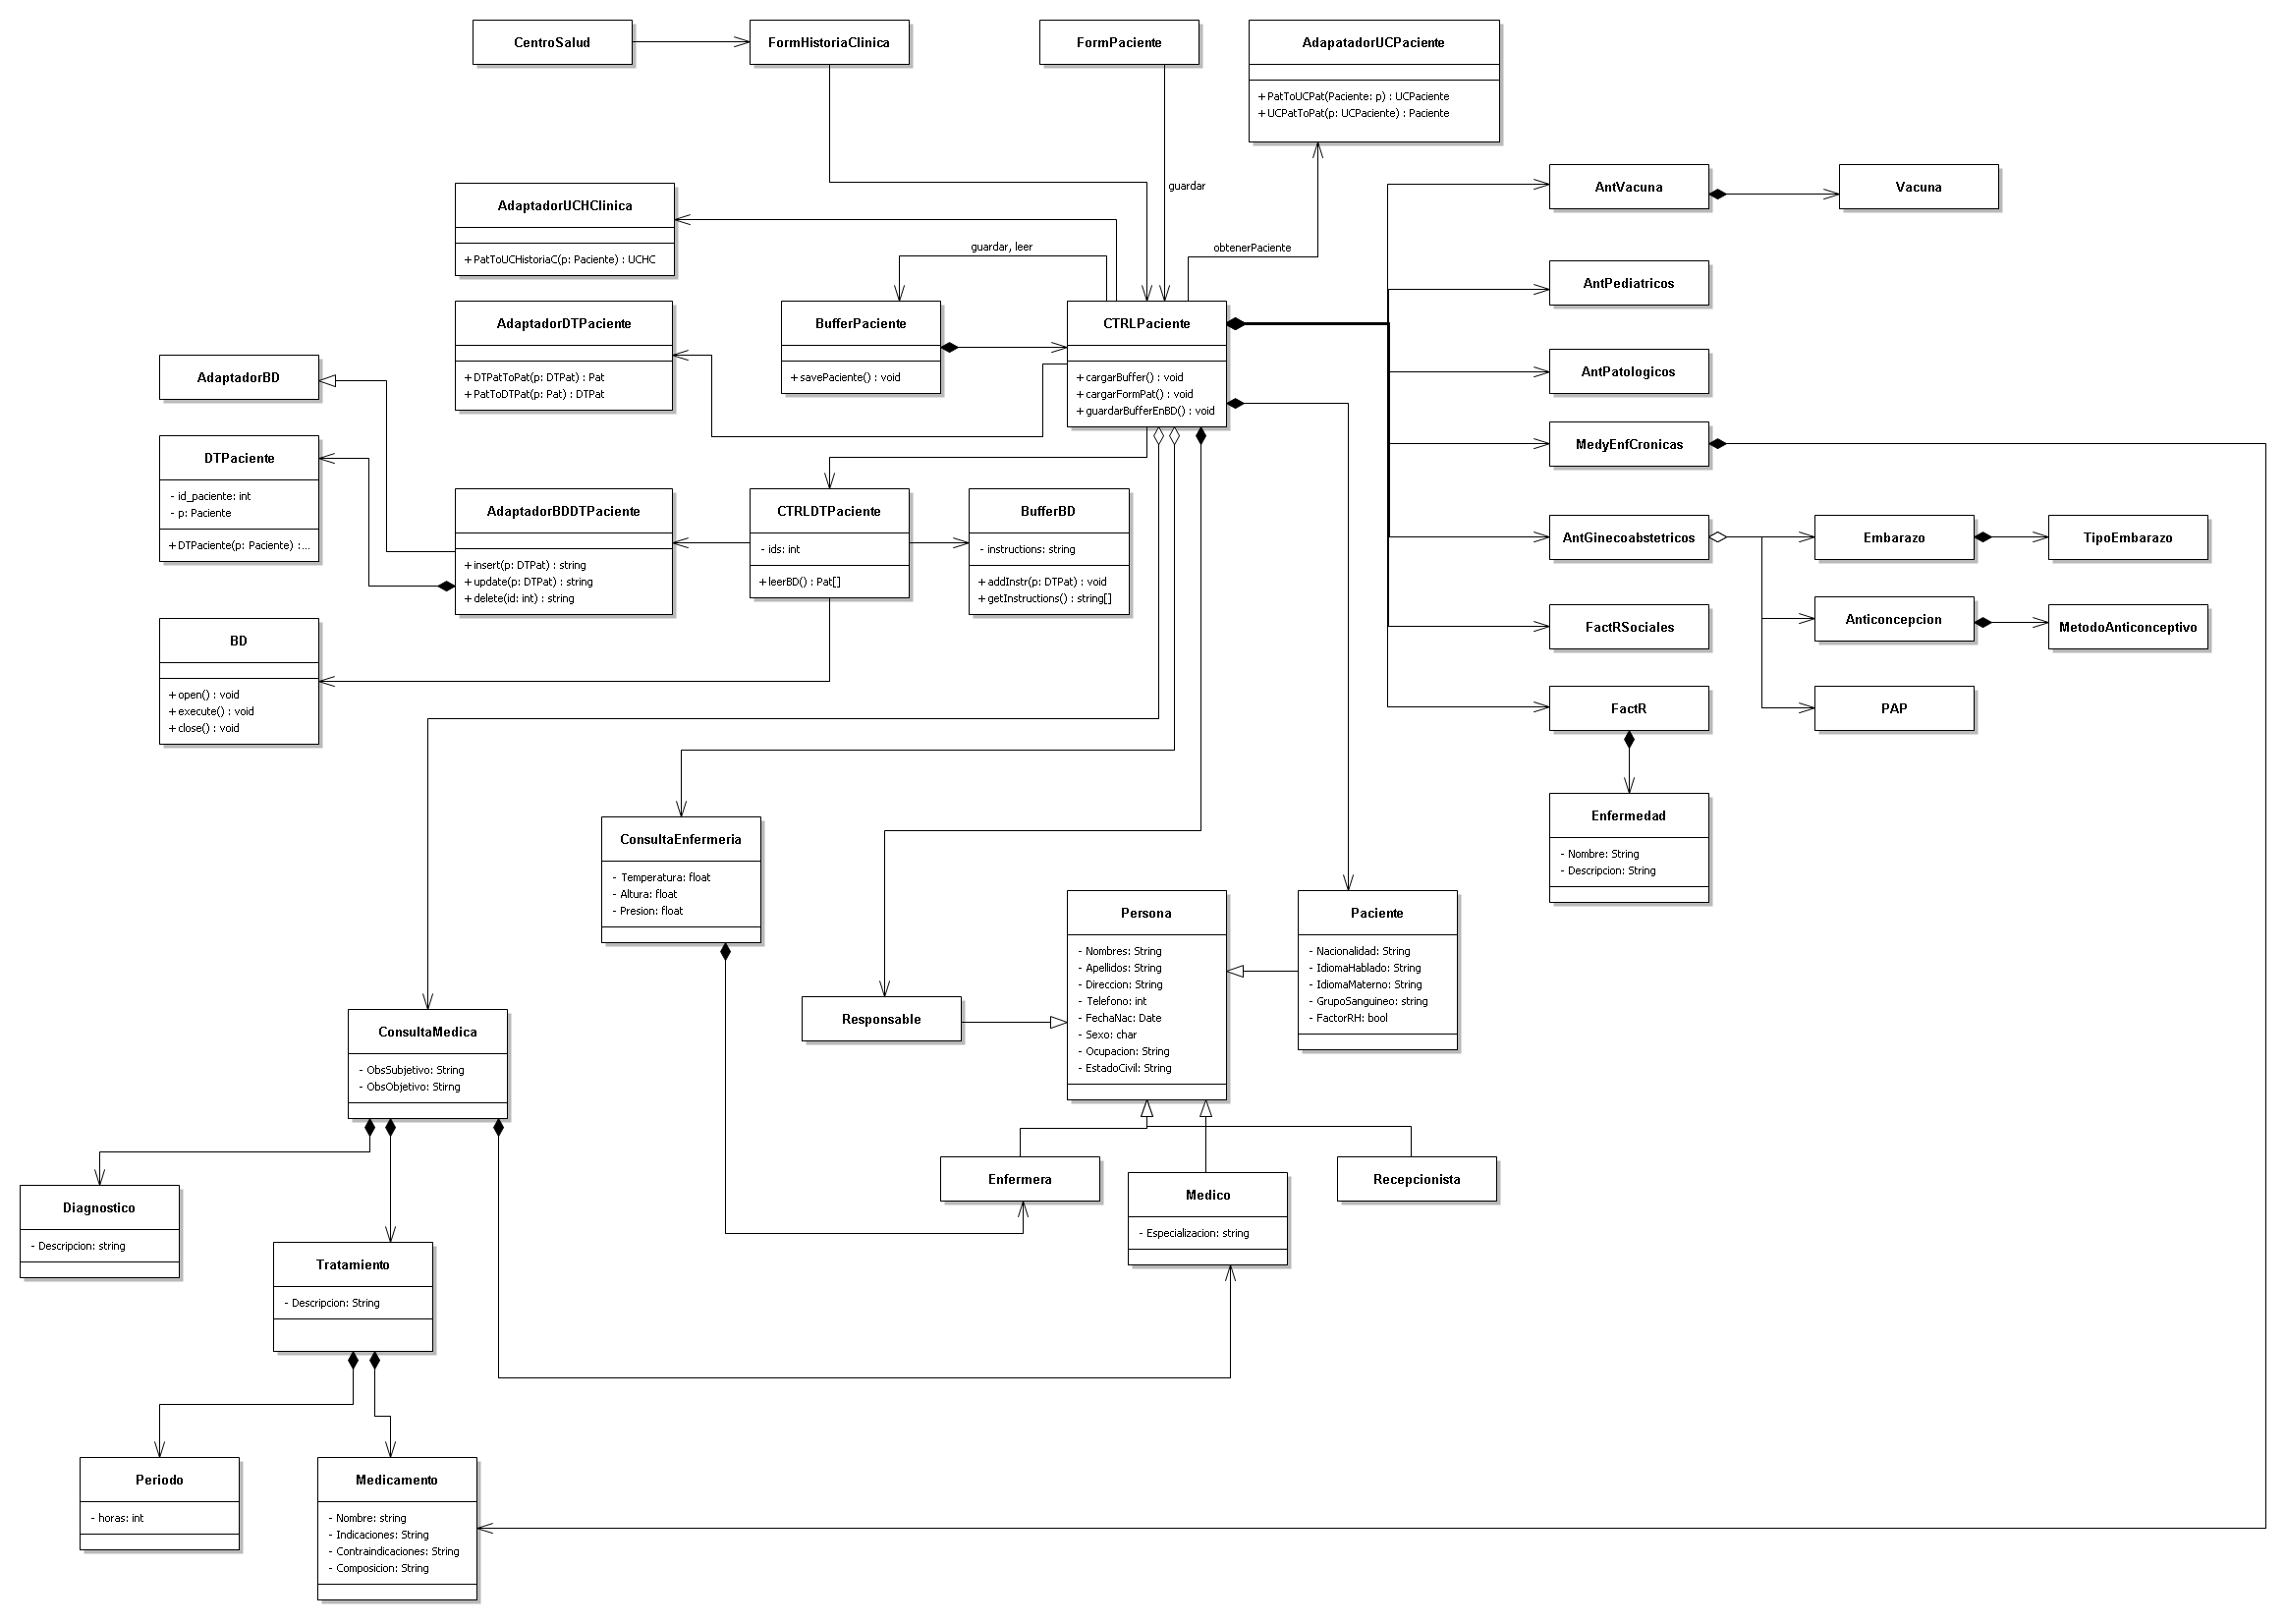 CentroSalud
FormHistoriaClinica
FormPaciente
AdapatadorUCPaciente
+ PatToUCPat(Paciente: p) : UCPaciente
+ UCPatToPat(p: UCPaciente) : Paciente
guardar
AntVacuna
Vacuna
AdaptadorUCHClinica
+ PatToUCHistoriaC(p: Paciente) : UCHC
guardar, leer
obtenerPaciente
AntPediatricos
AdaptadorDTPaciente
+ DTPatToPat(p: DTPat) : Pat
+ PatToDTPat(p: Pat) : DTPat
BufferPaciente
+ savePaciente() : void
CTRLPaciente
+ cargarBuffer() : void
+ cargarFormPat() : void
+ guardarBufferEnBD() : void
AntPatologicos
AdaptadorBD
MedyEnfCronicas
DTPaciente
- id_paciente: int
- p: Paciente
+ DTPaciente(p: Paciente) :...
AdaptadorBDDTPaciente
+ insert(p: DTPat) : string
+ update(p: DTPat) : string
+ delete(id: int) : string
CTRLDTPaciente
- ids: int
+ leerBD() : Pat[]
BufferBD
- instructions: string
+ addInstr(p: DTPat) : void
+ getInstructions() : string[]
AntGinecoabstetricos
Embarazo
TipoEmbarazo
BD
+ open() : void
+ execute() : void
+ close() : void
FactRSociales
Anticoncepcion
MetodoAnticonceptivo
FactR
PAP
Enfermedad
- Nombre: String
- Descripcion: String
ConsultaEnfermeria
- Temperatura: float
- Altura: float
- Presion: float
Persona
- Nombres: String
- Apellidos: String
- Direccion: String
- Telefono: int
- FechaNac: Date
- Sexo: char
- Ocupacion: String
- EstadoCivil: String
Paciente
- Nacionalidad: String
- IdiomaHablado: String
- IdiomaMaterno: String
- GrupoSanguineo: string
- FactorRH: bool
Responsable
ConsultaMedica
- ObsSubjetivo: String
- ObsObjetivo: Stirng
Enfermera
Medico
- Especializacion: string
Recepcionista
Diagnostico
- Descripcion: string
Tratamiento
- Descripcion: String
Periodo
- horas: int
Medicamento
- Nombre: string
- Indicaciones: String
- Contraindicaciones: String
- Composicion: String